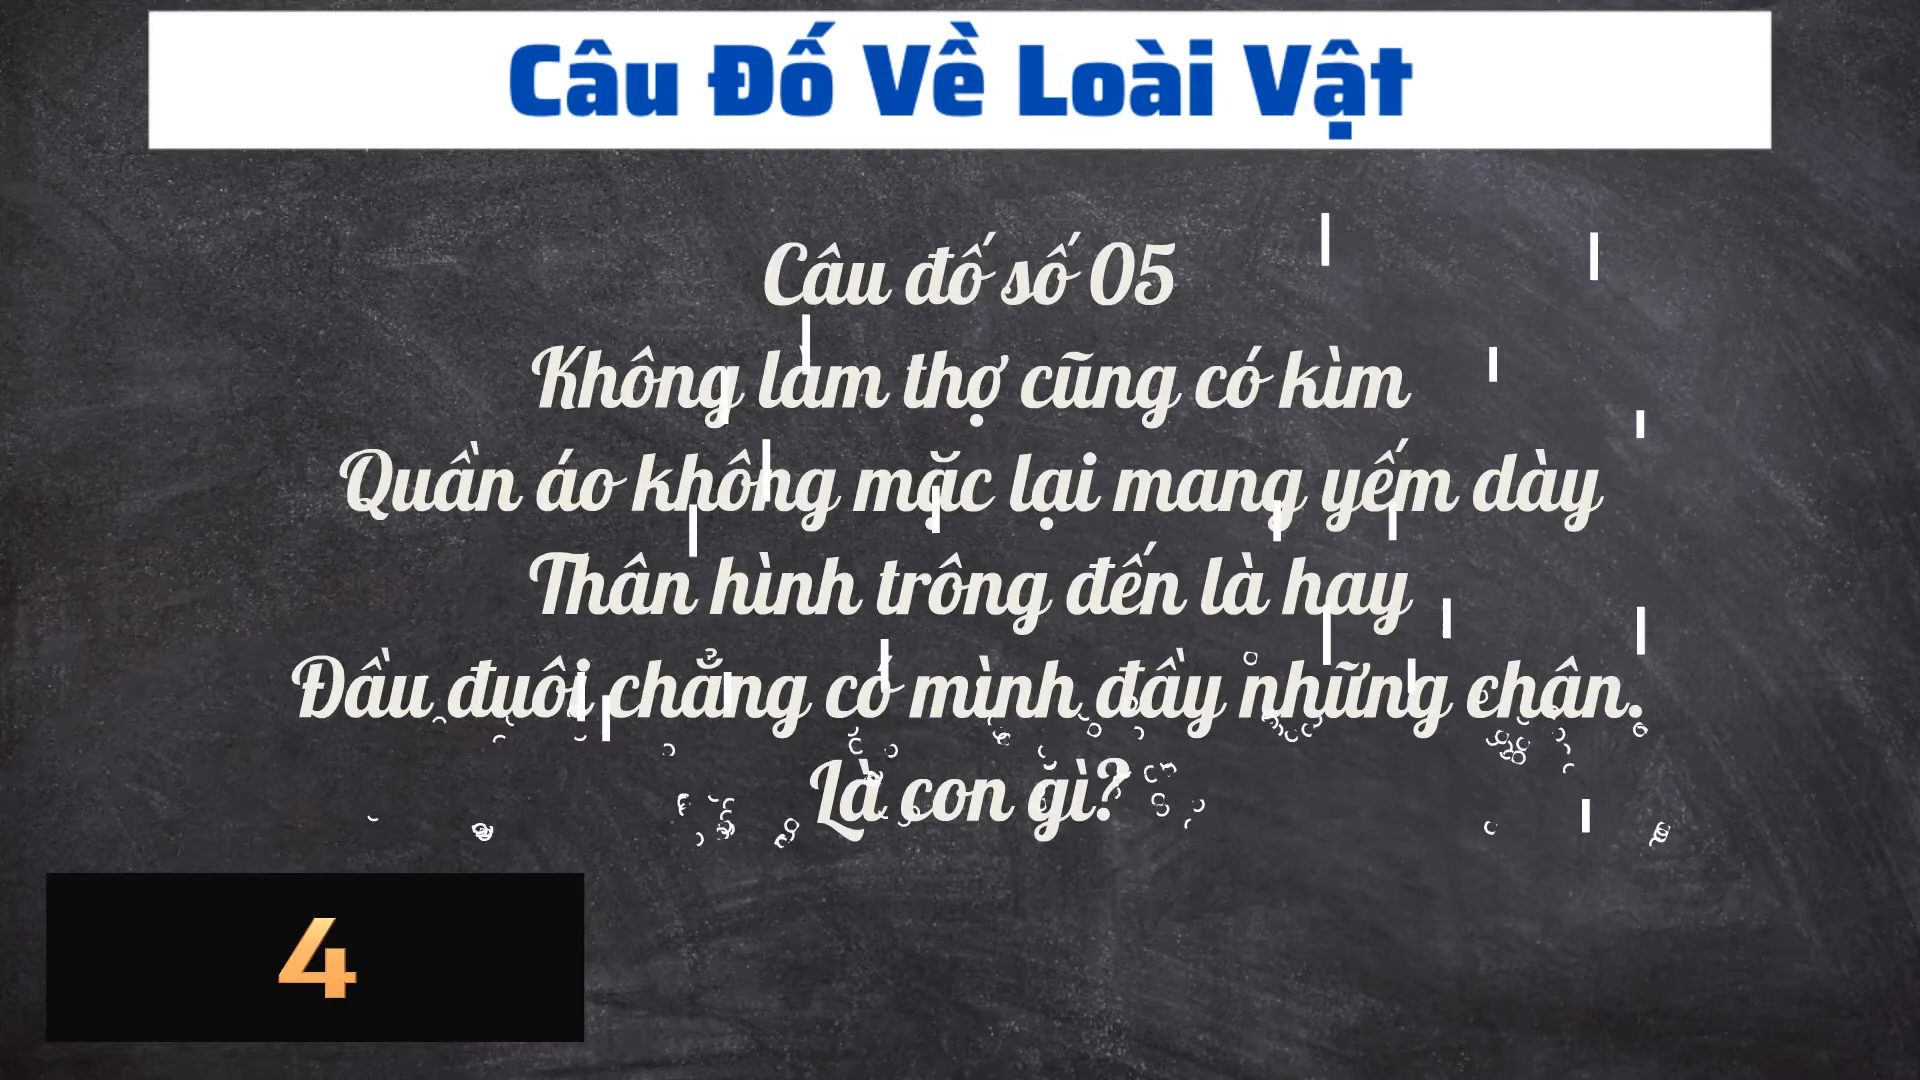 Câu Đố Về Loài Vật
Câu đố số 05
Không làm thợ cũng có kìm
Quần áo không mặc lại mang yếm dày
Thân hình trông đến là hay
Đầu đuôi chẳng có mình đầy những chân.
Là con gì?
4